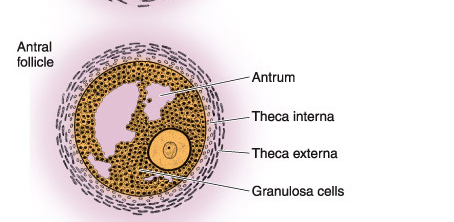 Antral
follicle
Antrum
Theca interna
Theca externa
Granulosa cells